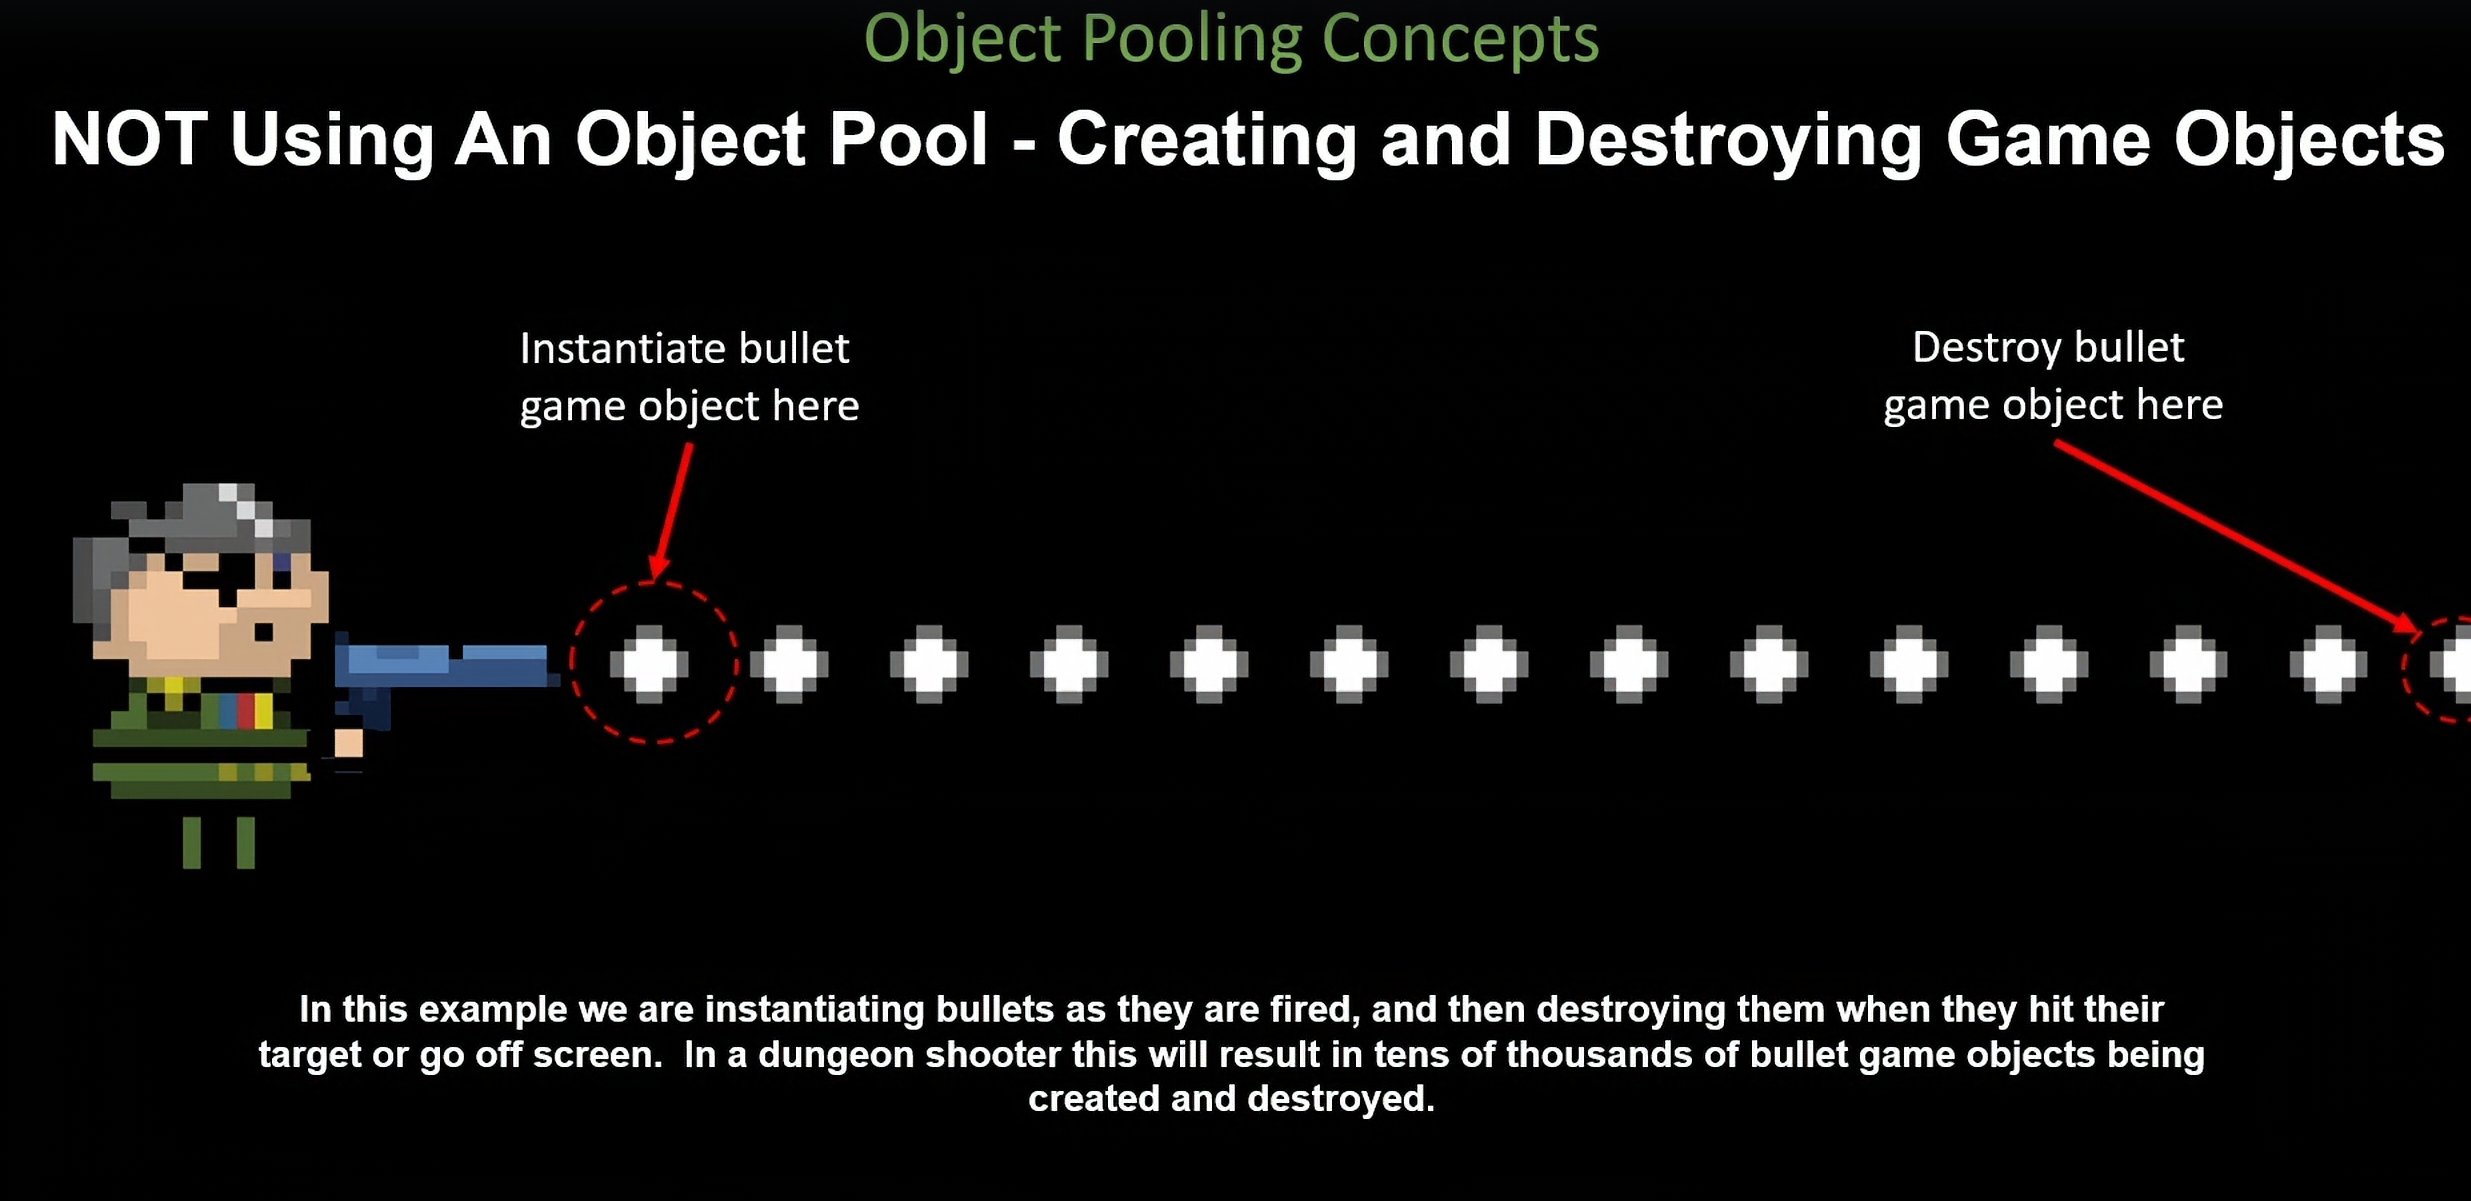 Object Pooling Concepts
NOT Using An Object Pool - Creating and Destroying Game Objects
Instantiate bullet
game object here
Destroy bullet
game object here
In this example we are instantiating bullets as they are fired, and then destroying them when they hit their
target or go off screen.  In a dungeon shooter this will result in tens of thousands of bullet game objects being
created and destroyed.